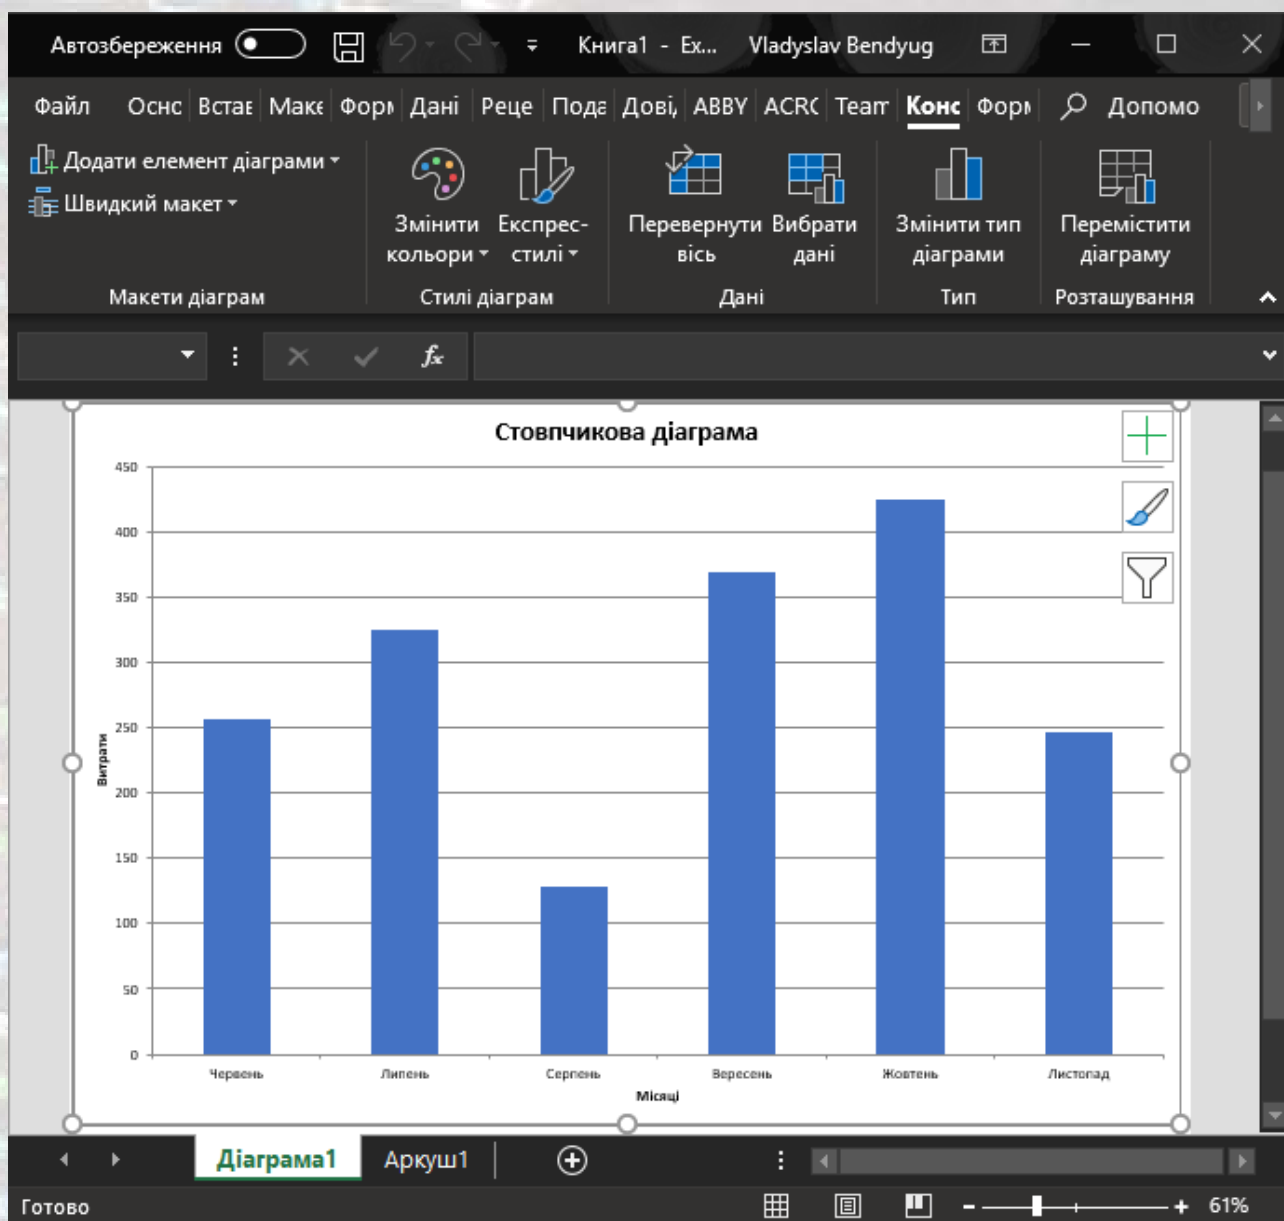 Автозбереження
Книга1 - Ex...
Vladyslav Bendyug
Файл Оснс Встав Маке Форм Дані Реце Пода Дові, ABBY ACRC Team Конс Форм Допомо
Додати елемент діаграми
Швидкий макет
Змінити кольори
Експрес-стилі
Перевернути вісь
Вибрати дані
Змінити тип діаграми
Перемістити діаграму
Макети діаграм Стилі діаграм Дані Тип Розташування
fx
Стовпчикова діаграма
450
400
350
300
250
200
150
100
50
0
Витрати
Червень Липень Серпень Вересень Жовтень Листопад
Місяці
Діаграма1 Аркуш1
Готово
61%